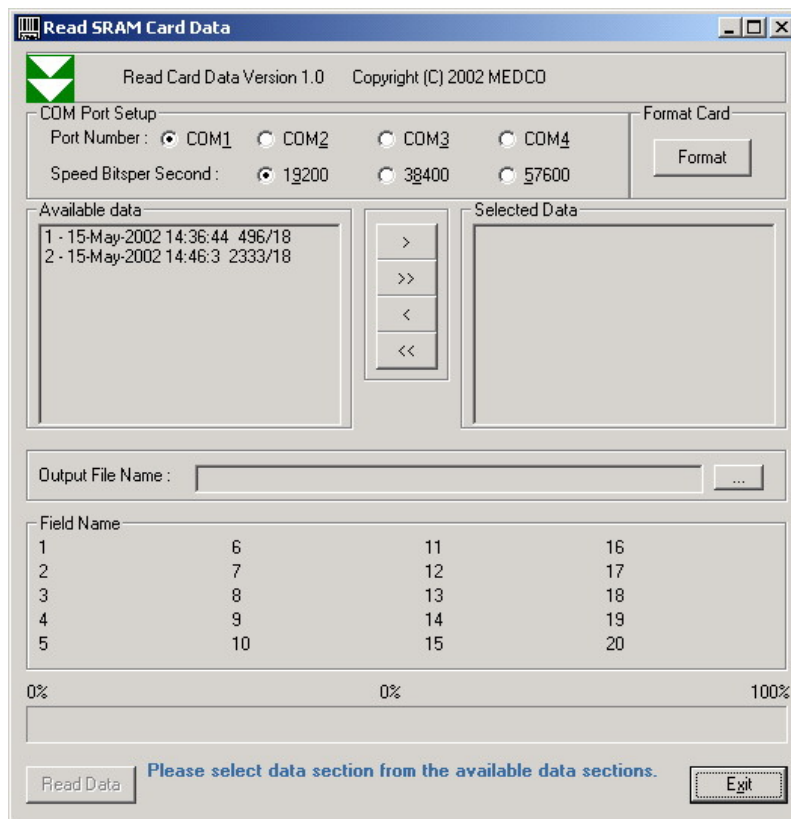 Read SRAM Card Data
Read Card Data Version 1.0 Copyright (C) 2002 MEDCO
COM Port Setup
Format Card
Port Number : COM1 COM2 COM3 COM4
Format
Speed Bitsper Second : 19200 38400 57600
Available data
Selected Data
1 - 15-May-2002 14:36:44 496/18
2 - 15-May-2002 14:46:3 2333/18
>
>>
<
<<
Output File Name :
...
Field Name
1 6 11 16
2 7 12 17
3 8 13 18
4 9 14 19
5 10 15 20
0% 0% 100%
Read Data
Please select data section from the available data sections.
Exit